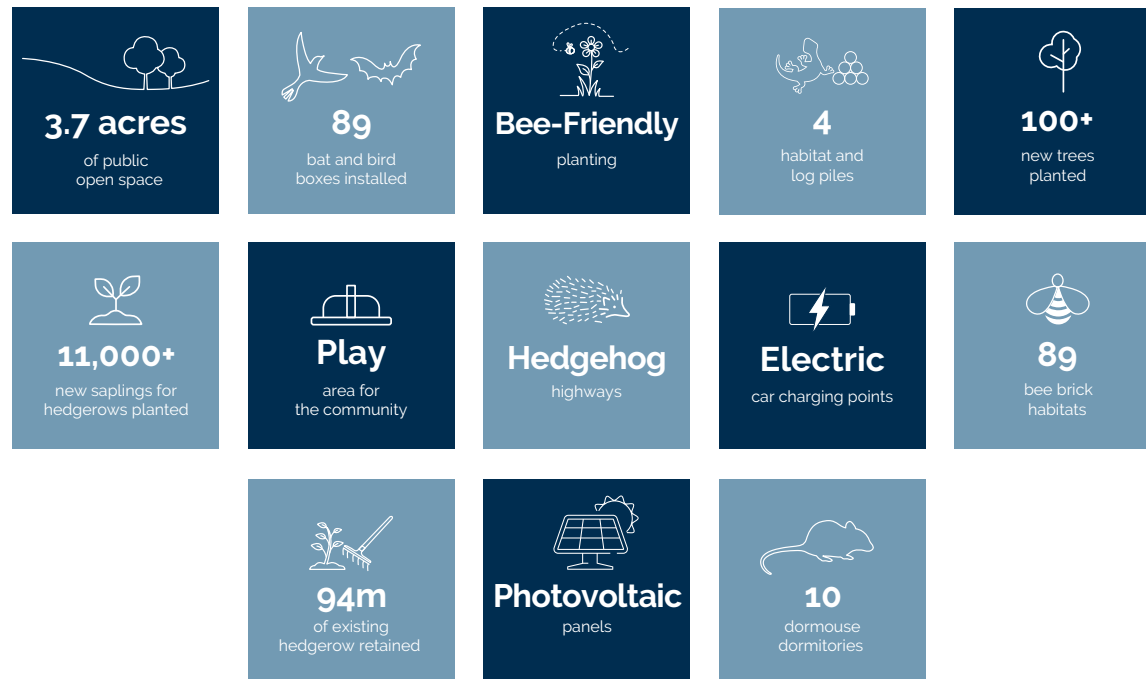 3.7 acres
of public
open space
89
bat and bird
boxes installed
Bee-Friendly
planting
4
habitat and
log piles
100+
new trees
planted
11,000+
new saplings for
hedgerows planted
Play
area for
the community
Hedgehog
highways
Electric
car charging points
89
bee brick
habitats
94m
of existing
hedgerow retained
Photovoltaic
panels
10
dormouse
dormitories